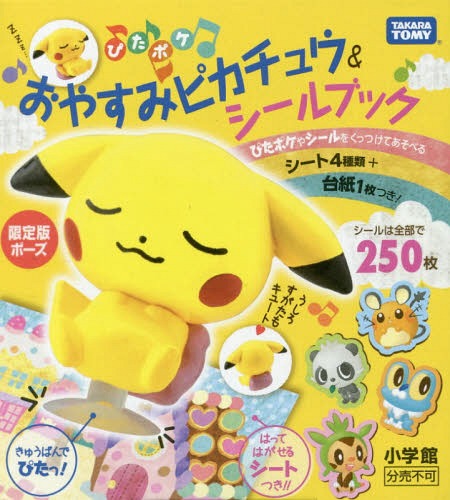 zzz...
ぴたポケ
TAKARA
TOMY
おやすみピカチュウ&
シールブック
ぴたポケやシールをくっつけてあそべる
シート4種類+
台紙1枚つき!
限定版
ポーズ
シールは全部で
250枚
うしろ
すがたも
キュート
きゅうばんで
ぴたっ!
はって
はがせる
シート
つき!!
小学館
分売不可